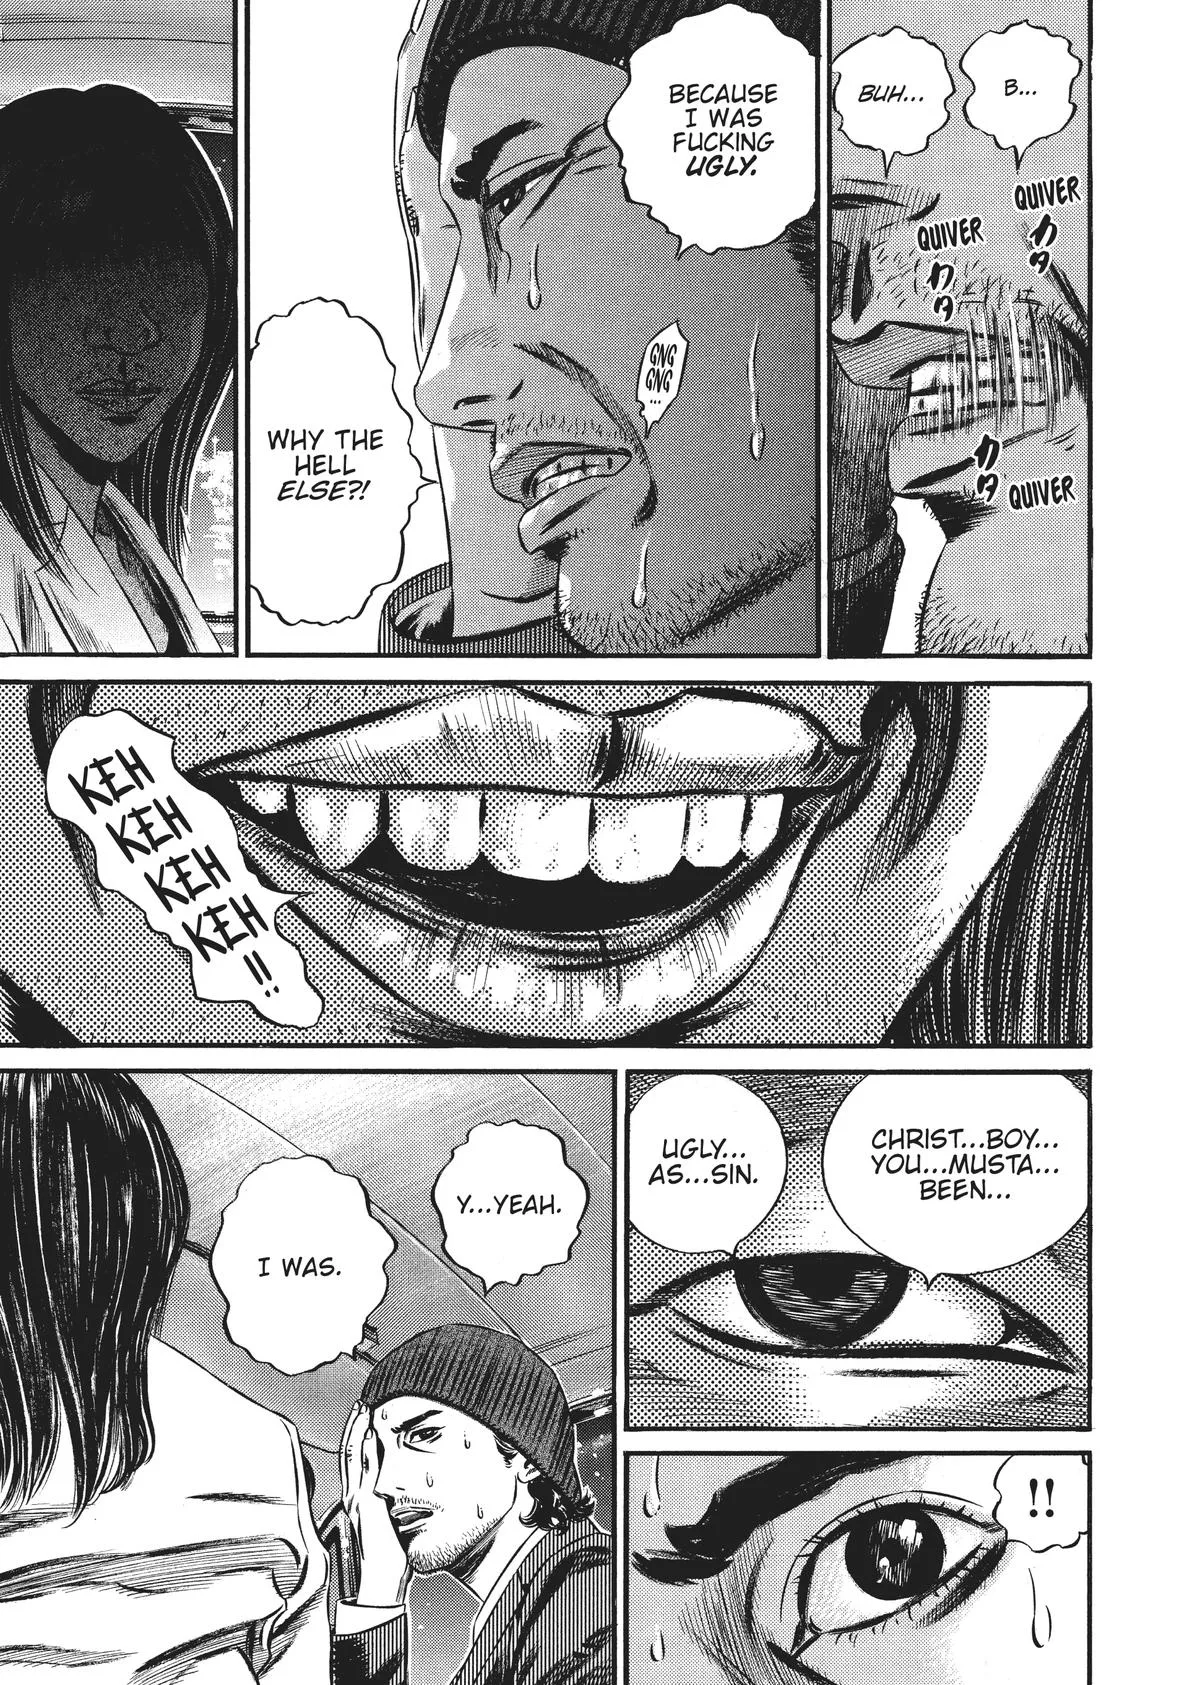 B...
BUH...
QUIVER
カタ
QUIVER
カタ
カタ
QUIVER
BECAUSE
I WAS
FUCKING
UGLY.
GNG
GNG
...
WHY THE
HELL
ELSE?!
KEH
KEH
KEH
KEH
!!
CHRIST...BOY...
YOU...MUSTA...
BEEN...
UGLY...
AS...SIN.
!!
Y...YEAH.
I WAS.